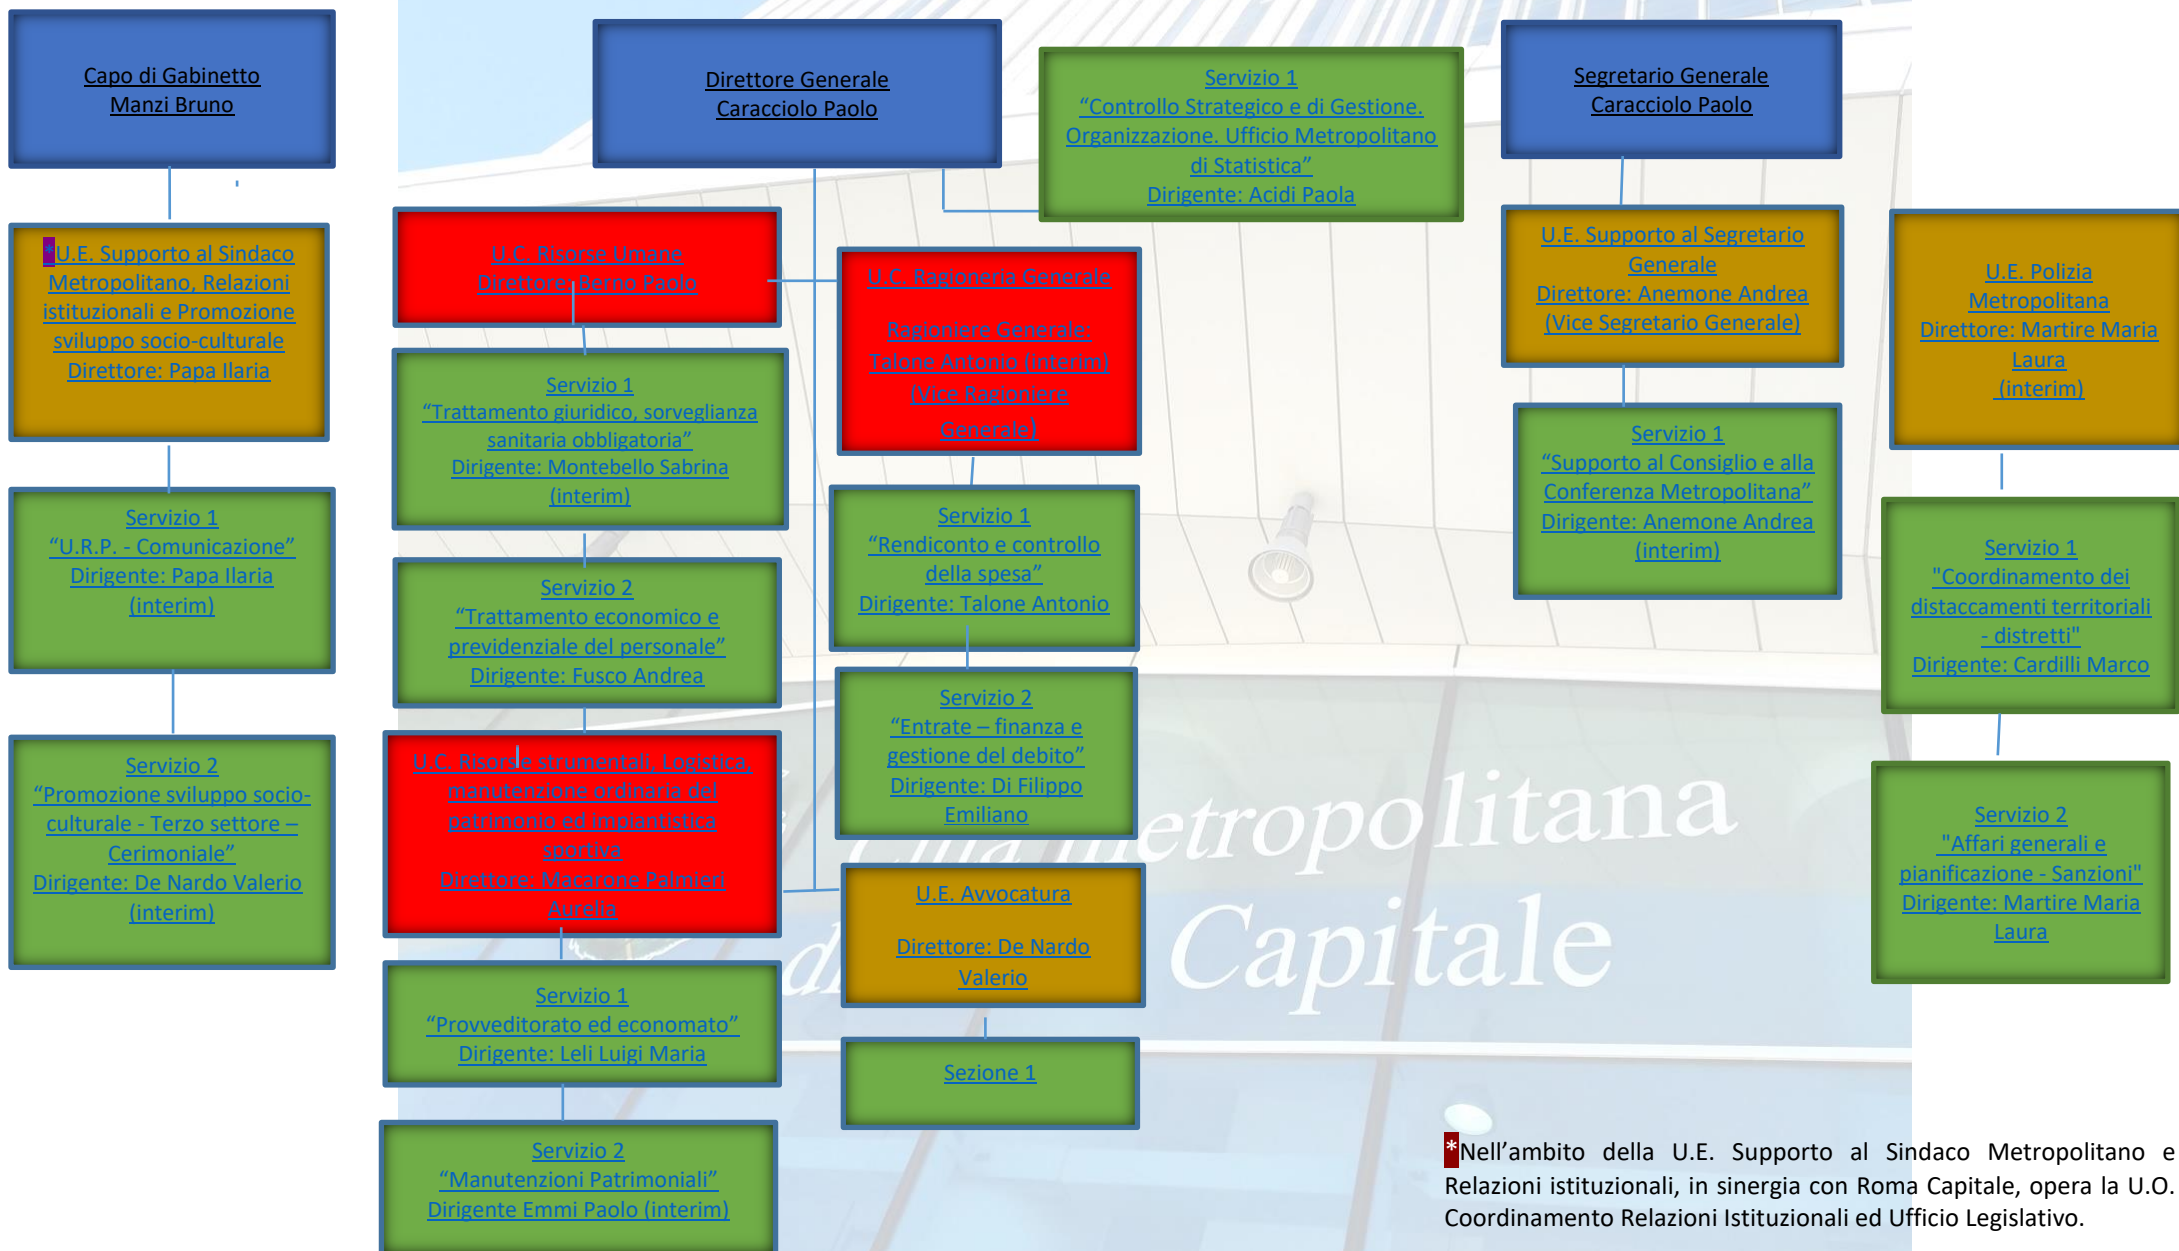 Capo di Gabinetto
Manzi Bruno
Direttore Generale
Caracciolo Paolo
Servizio 1
“Controllo Strategico e di Gestione.
Organizzazione. Ufficio Metropolitano
di Statistica”
Dirigente: Acidi Paola
Segretario Generale
Caracciolo Paolo
*U.E. Supporto al Sindaco
Metropolitano, Relazioni
istituzionali e Promozione
sviluppo socio-culturale
Direttore: Papa Ilaria
Servizio 1
“U.R.P. - Comunicazione”
Dirigente: Papa Ilaria
(interim)
Servizio 2
“Promozione sviluppo socio-
culturale - Terzo settore –
Cerimoniale”
Dirigente: De Nardo Valerio
(interim)
U.C. Risorse Umane
Direttore: Berno Paolo
Servizio 1
“Trattamento giuridico, sorveglianza
sanitaria obbligatoria”
Dirigente: Montebello Sabrina
(interim)
Servizio 2
“Trattamento economico e
previdenziale del personale”
Dirigente: Fusco Andrea
U.C. Risorse strumentali, Logistica,
manutenzione ordinaria del
patrimonio ed impiantistica
sportiva
Direttore: Macarone Palmieri
Aurelia
Servizio 1
“Provveditorato ed economato”
Dirigente: Leli Luigi Maria
Servizio 2
“Manutenzioni Patrimoniali”
Dirigente Emmi Paolo (interim)
U.C. Ragioneria Generale
Ragioniere Generale:
Talone Antonio (interim)
(Vice Ragioniere
Generale)
Servizio 1
“Rendiconto e controllo
della spesa”
Dirigente: Talone Antonio
Servizio 2
“Entrate – finanza e
gestione del debito”
Dirigente: Di Filippo
Emiliano
U.E. Avvocatura
Direttore: De Nardo
Valerio
Sezione 1
U.E. Supporto al Segretario
Generale
Direttore: Anemone Andrea
(Vice Segretario Generale)
Servizio 1
“Supporto al Consiglio e alla
Conferenza Metropolitana”
Dirigente: Anemone Andrea
(interim)
U.E. Polizia
Metropolitana
Direttore: Martire Maria
Laura
(interim)
Servizio 1
"Coordinamento dei
distaccamenti territoriali
- distretti"
Dirigente: Cardilli Marco
Servizio 2
"Affari generali e
pianificazione - Sanzioni"
Dirigente: Martire Maria
Laura
Città metropolitana
di Capitale
*Nell’ambito della U.E. Supporto al Sindaco Metropolitano e
Relazioni istituzionali, in sinergia con Roma Capitale, opera la U.O.
Coordinamento Relazioni Istituzionali ed Ufficio Legislativo.